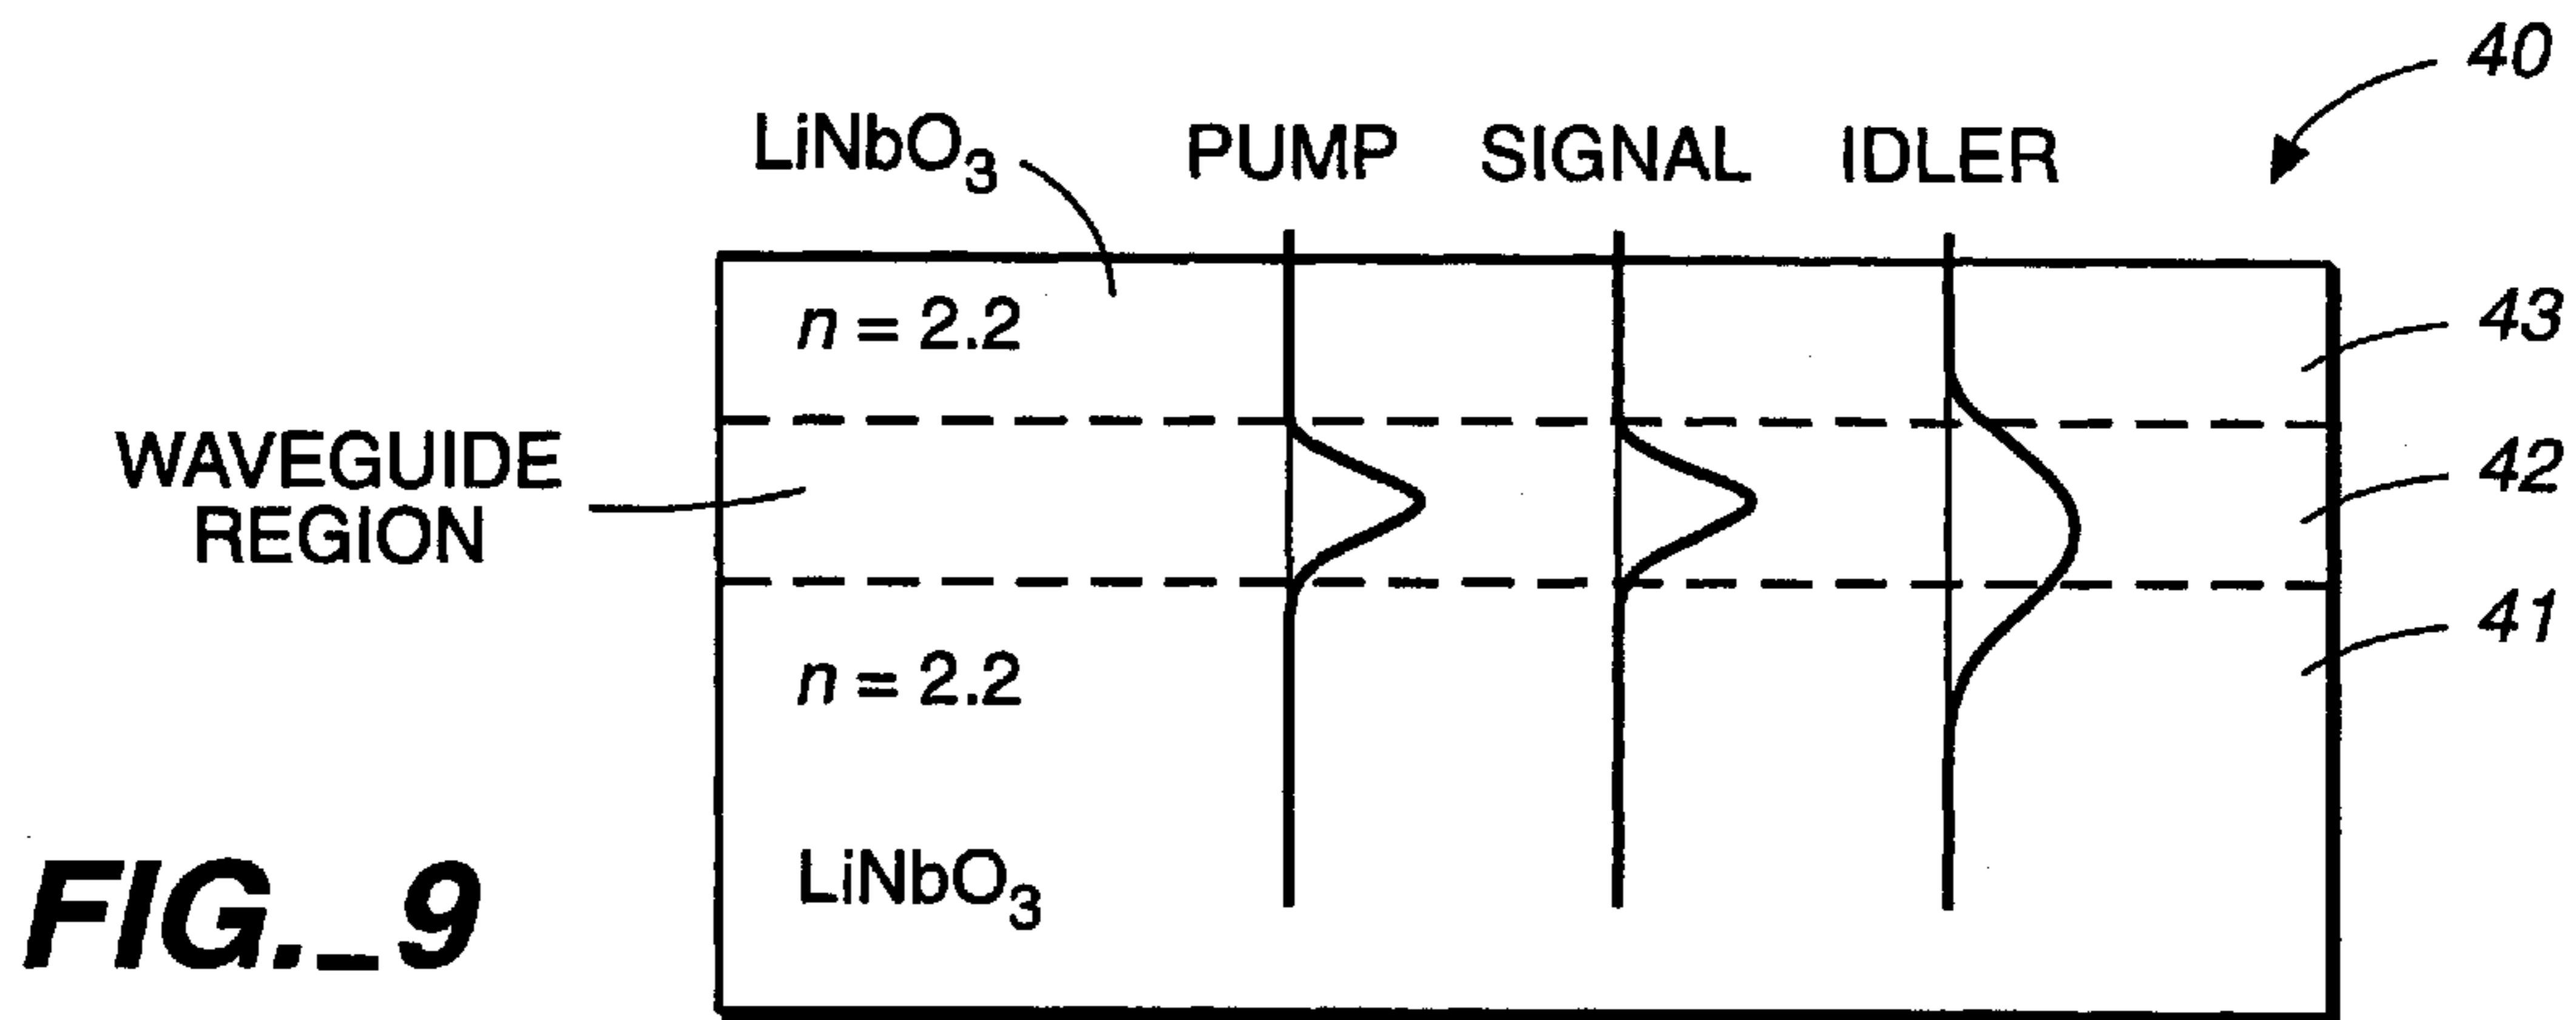 40
LiNbO3 PUMP SIGNAL IDLER
n = 2.2
43
WAVEGUIDE
REGION
42
41
n = 2.2
LiNbO3
FIG._9